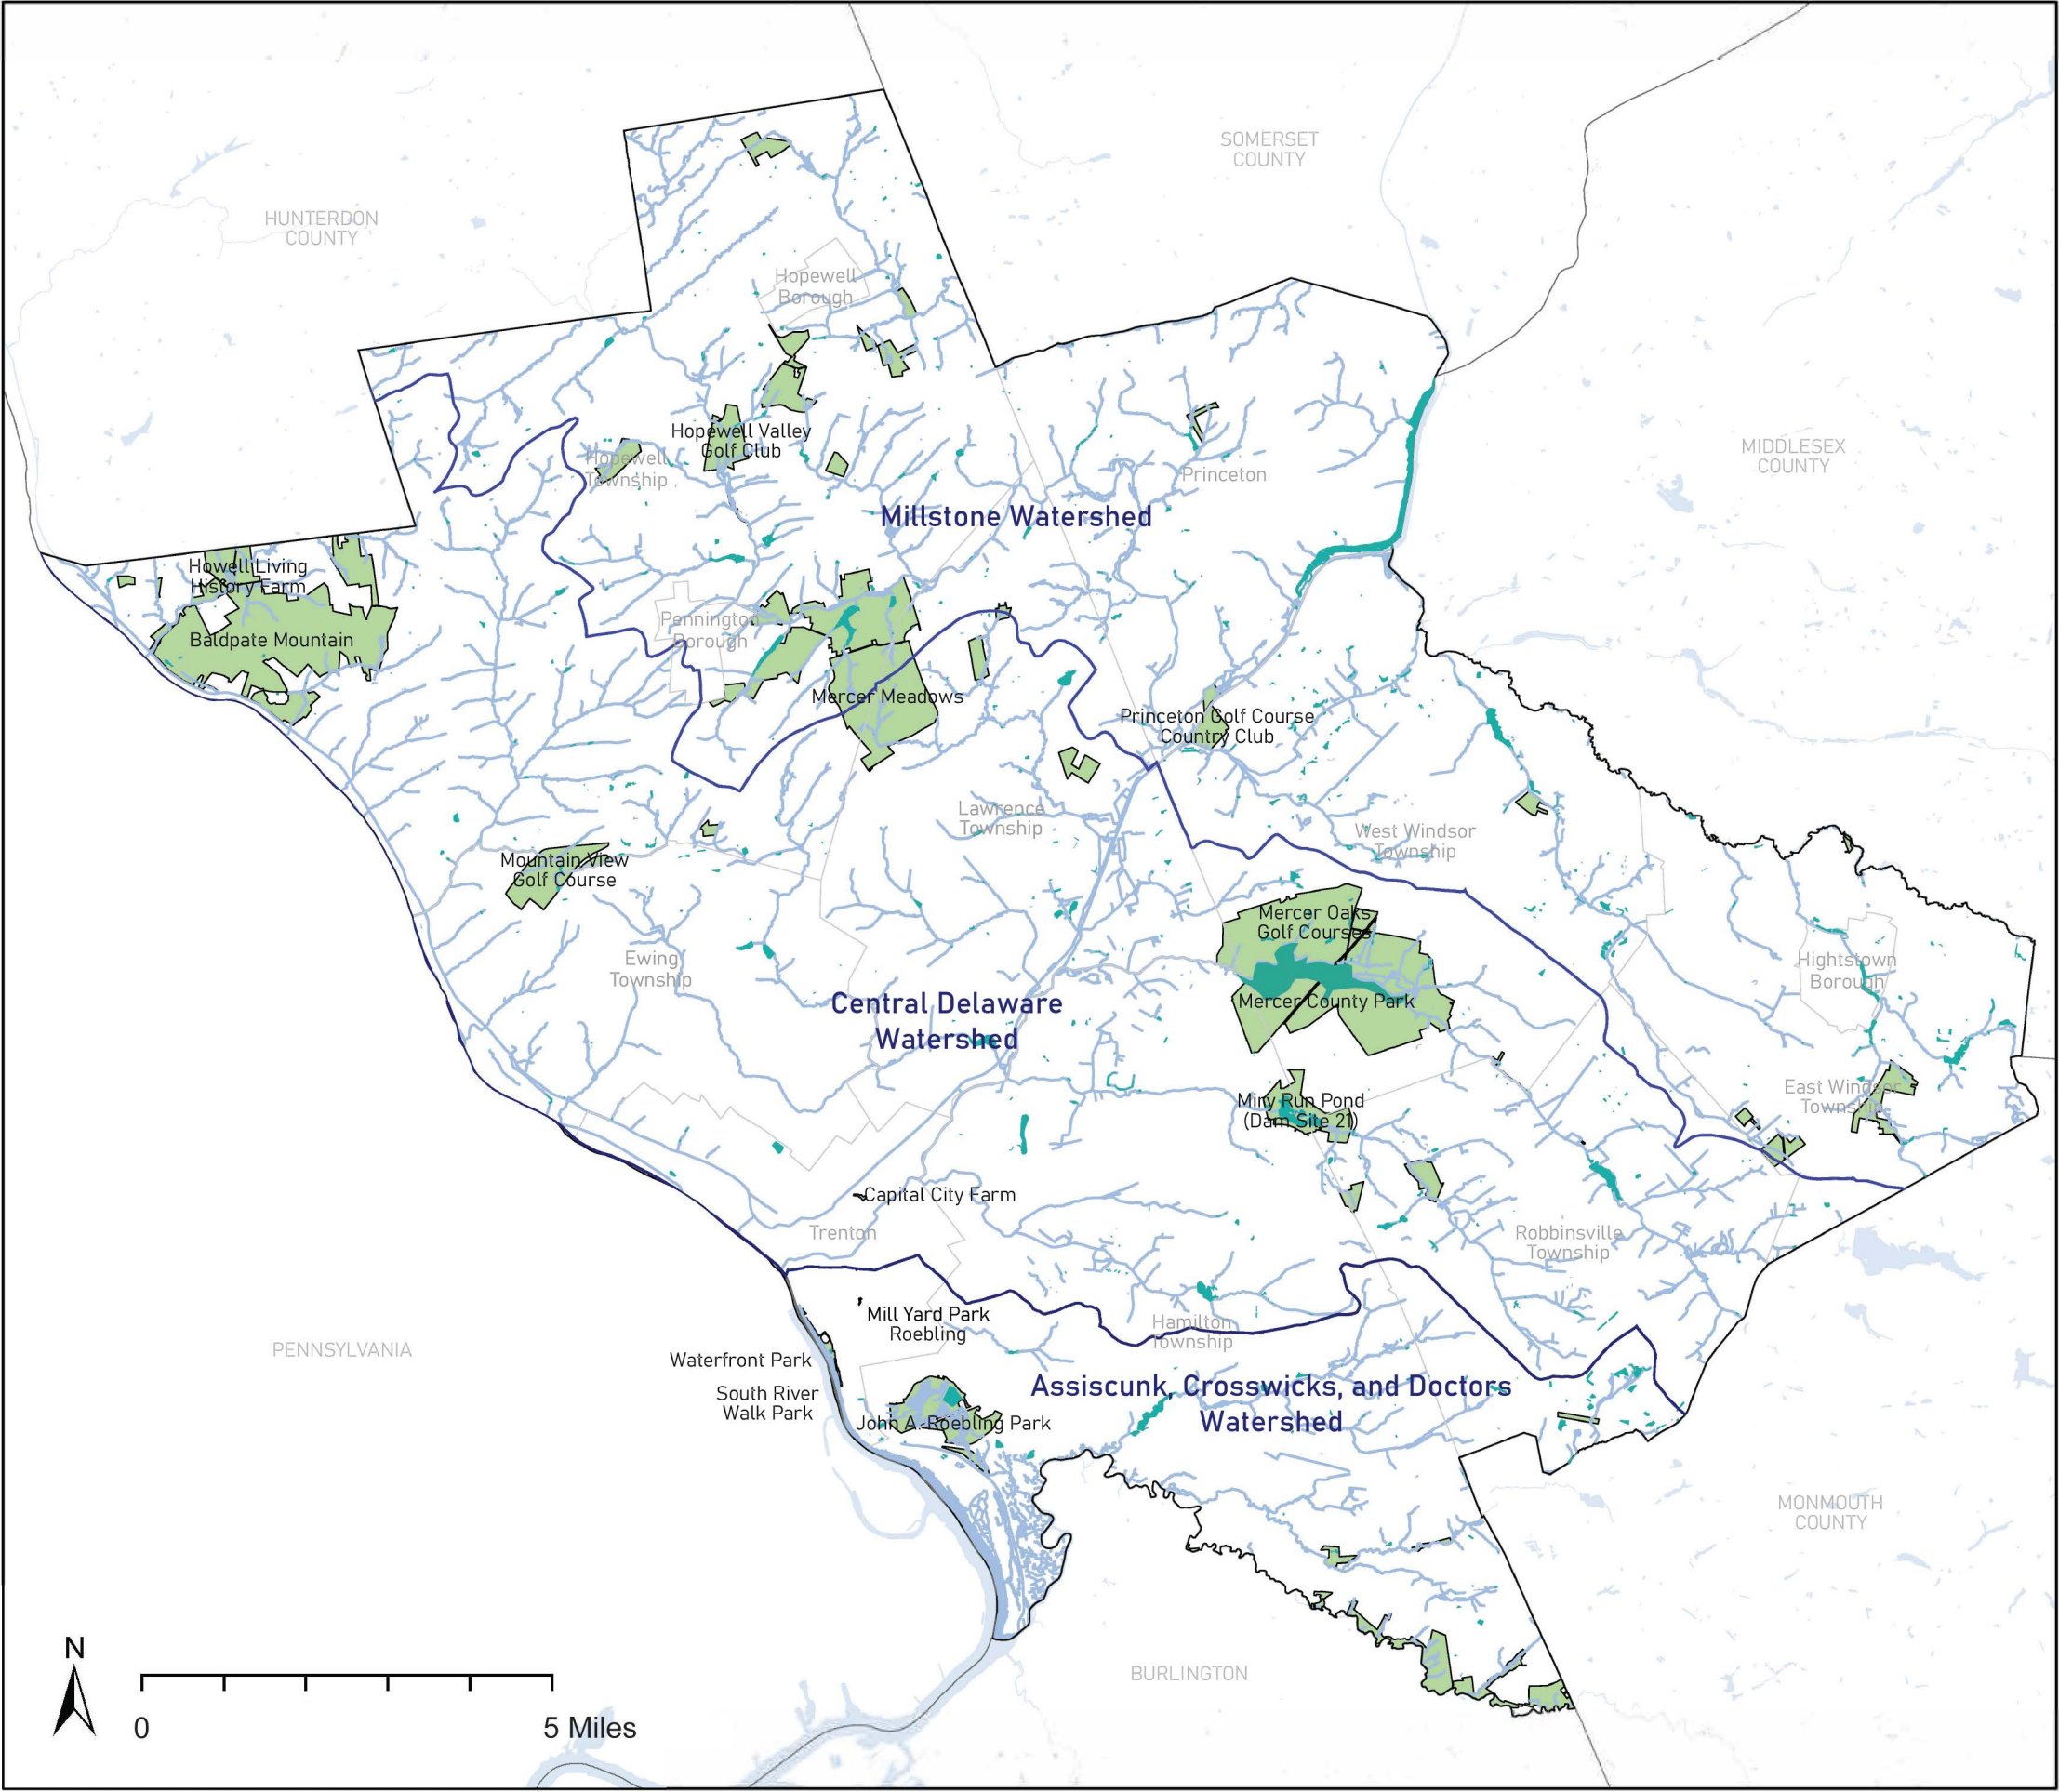 SOMERSET
COUNTY
HUNTERDON
COUNTY
Hopewell
Borough
Hopewell Valley
Golf Club
Hopewell
Township
MIDDLESEX
COUNTY
Princeton
Millstone Watershed
Howell Living
History Farm
Baldpate Mountain
Pennington
Borough
Mercer Meadows
Princeton Golf Course
Country Club
Lawrence
Township
West Windsor
Township
Mountain View
Golf Course
Mercer Oaks
Golf Courses
Ewing
Township
Hightstown
Borough
Central Delaware
Watershed
Mercer County Park
East Windsor
Township
Miry Run Pond
(Dam Site 21)
Capital City Farm
Trenton
Robbinsville
Township
Mill Yard Park
Roebling
Hamilton
Township
PENNSYLVANIA
Waterfront Park
South River
Walk Park
Assiscunk, Crosswicks, and Doctors
Watershed
John A. Roebling Park
MONMOUTH
COUNTY
BURLINGTON
N
0
5 Miles